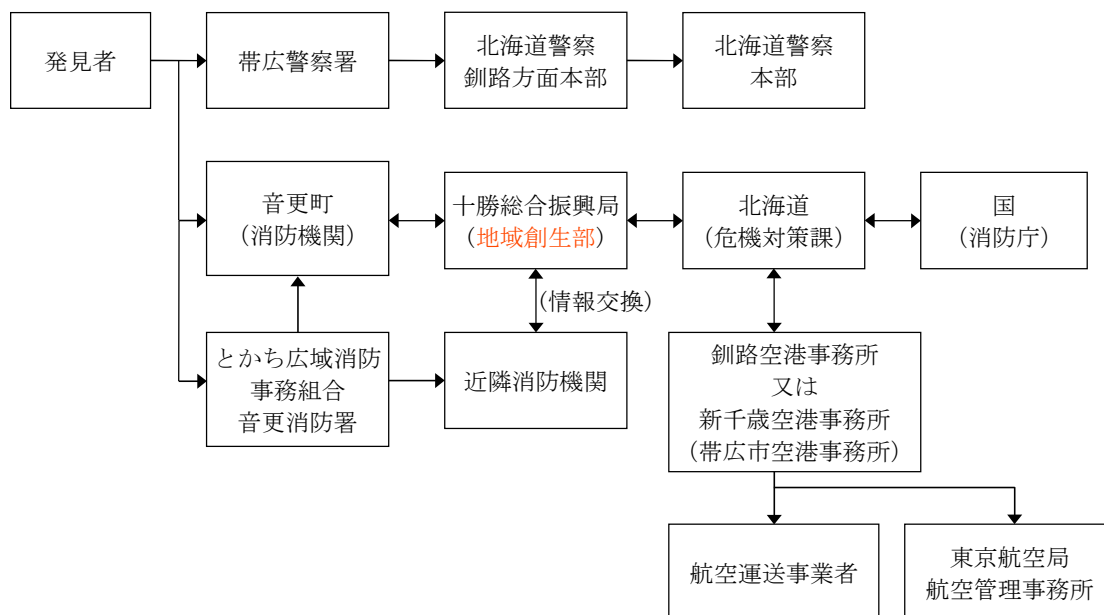 発見者
帯広警察署
北海道警察
釧路方面本部
北海道警察
本部
音更町
（消防機関）
十勝総合振興局
（地域創生部）
北海道
（危機対策課）
国
（消防庁）
（情報交換）
とかち広域消防
事務組合
音更消防署
近隣消防機関
釧路空港事務所
又は
新千歳空港事務所
（帯広市空港事務所）
航空運送事業者
東京航空局
航空管理事務所